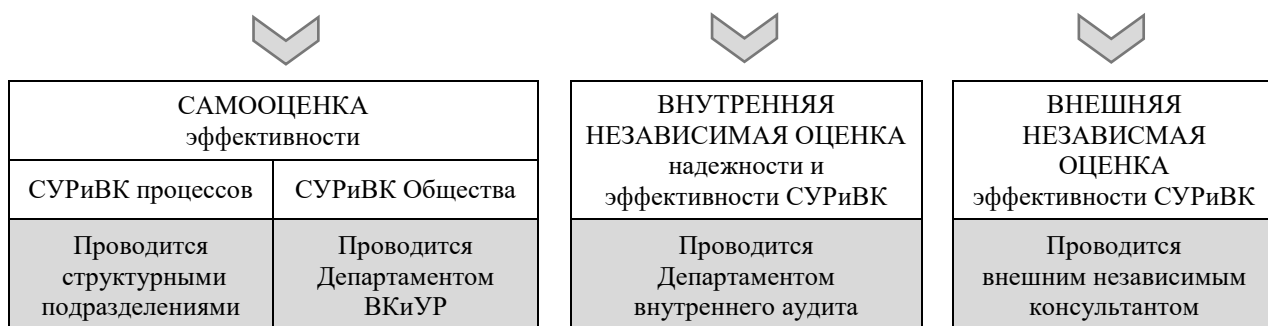 САМООЦЕНКА
эффективности
СУРиВК процессов
СУРиВК Общества
Проводится
структурными
подразделениями
Проводится
Департаментом
ВКиУР
ВНУТРЕННЯЯ
НЕЗАВИСИМАЯ ОЦЕНКА
надежности и
эффективности СУРиВК
Проводится
Департаментом
внутреннего аудита
ВНЕШНЯЯ
НЕЗАВИСМАЯ
ОЦЕНКА
эффективности СУРиВК
Проводится
внешним независимым
консультантом